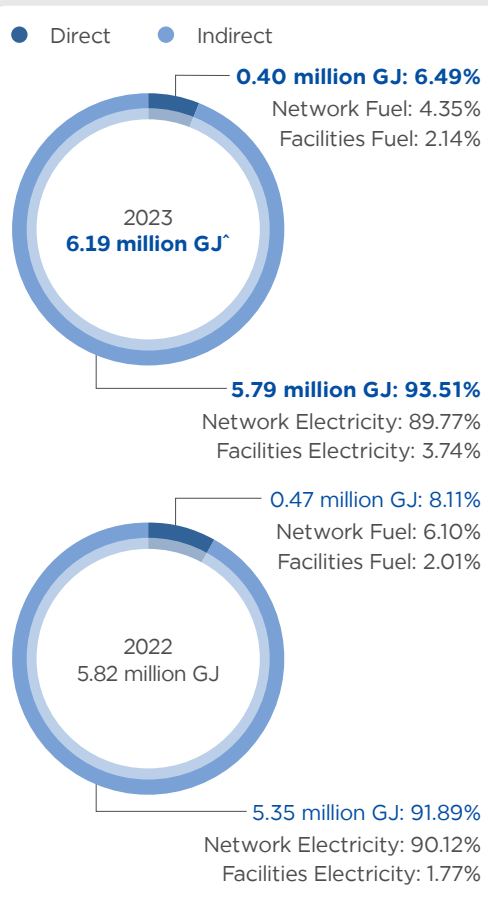 Direct
Indirect
0.40 million GJ: 6.49%
Network Fuel: 4.35%
Facilities Fuel: 2.14%
2023
6.19 million GJ^
5.79 million GJ: 93.51%
Network Electricity: 89.77%
Facilities Electricity: 3.74%
0.47 million GJ: 8.11%
Network Fuel: 6.10%
Facilities Fuel: 2.01%
2022
5.82 million GJ
5.35 million GJ: 91.89%
Network Electricity: 90.12%
Facilities Electricity: 1.77%